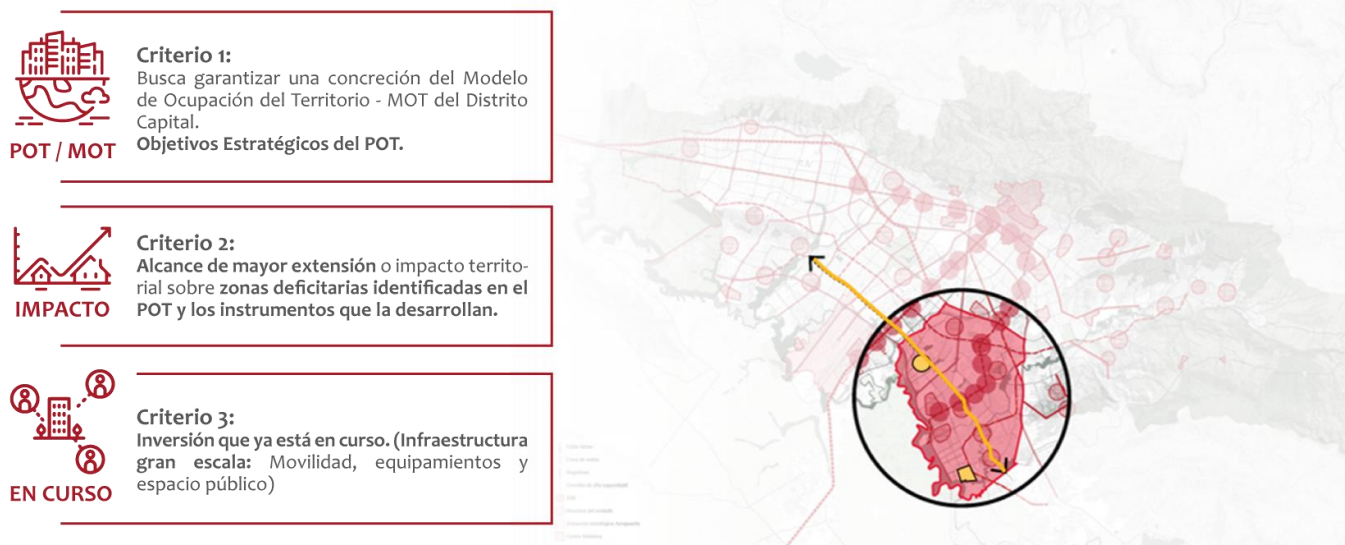 Criterio 1:
Busca garantizar una concreción del Modelo
de Ocupación del Territorio - MOT del Distrito
Capital.
Objetivos Estratégicos del POT.
POT / MOT
Criterio 2:
Alcance de mayor extensión o impacto territo-
rial sobre zonas deficitarias identificadas en el
POT y los instrumentos que la desarrollan.
IMPACTO
Criterio 3:
Inversión que ya está en curso. (Infraestructura
gran escala: Movilidad, equipamientos y
espacio público)
EN CURSO